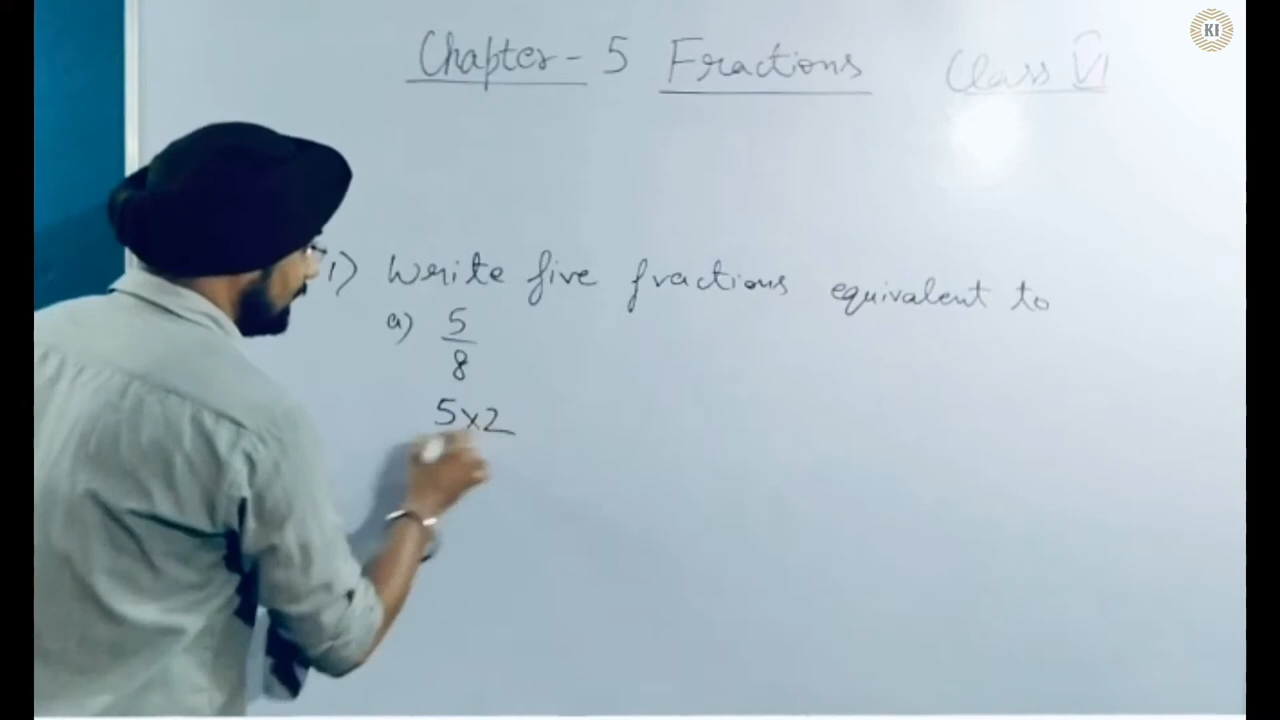 KI
Chapter - 5 Fractions Class VI
1) Write five fractions equivalent to
a) 5
8
5x2